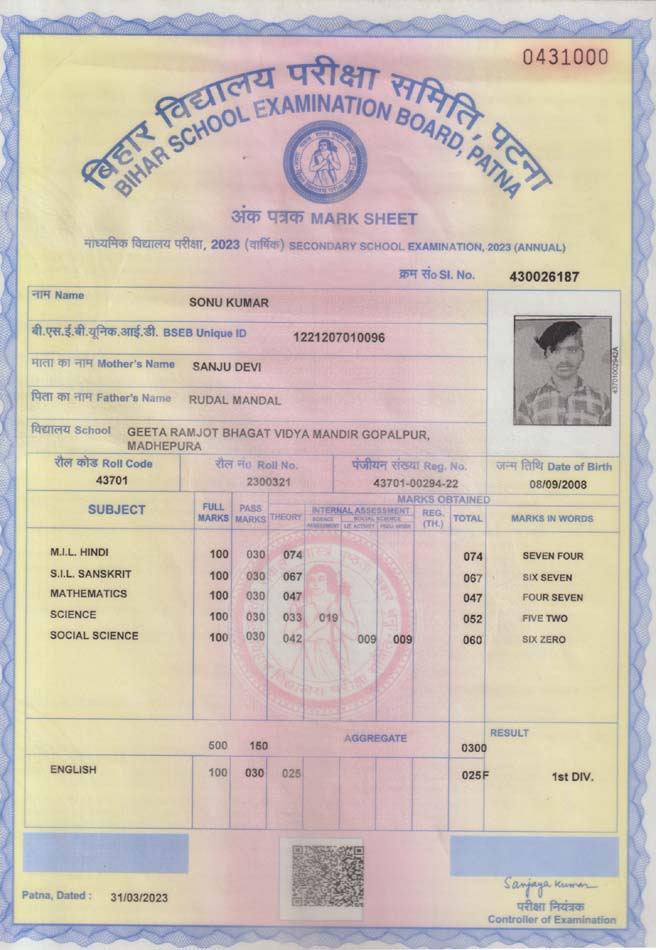 0431000
बिहार विद्यालय परीक्षा समिति, पटना
BIHAR SCHOOL EXAMINATION BOARD, PATNA
अंक पत्रक MARK SHEET
माध्यमिक विद्यालय परीक्षा, 2023 (वार्षिक) SECONDARY SCHOOL EXAMINATION, 2023 (ANNUAL)
क्रम सं० Sl. No. 430026187
नाम Name SONU KUMAR
बी.एस.ई.बी.यूनिक.आई.डी. BSEB Unique ID 1221207010096
माता का नाम Mother's Name SANJU DEVI
पिता का नाम Father's Name RUDAL MANDAL
विद्यालय School GEETA RAMJOT BHAGAT VIDYA MANDIR GOPALPUR,
MADHEPURA
रौल कोड Roll Code रौल नं० Roll No. पंजीयन संख्या Reg. No. जन्म तिथि Date of Birth
43701 2300321 43701-00294-22 08/09/2008
MARKS OBTAINED
SUBJECT FULL MARKS PASS MARKS THEORY INTERNAL ASSESSMENT REG. (TH.) TOTAL MARKS IN WORDS
SCIENCE SOCIAL SCIENCE
M.I.L. HINDI 100 030 074 074 SEVEN FOUR
S.I.L. SANSKRIT 100 030 067 067 SIX SEVEN
MATHEMATICS 100 030 047 047 FOUR SEVEN
SCIENCE 100 030 033 019 052 FIVE TWO
SOCIAL SCIENCE 100 030 042 009 009 060 SIX ZERO
500 150 AGGREGATE 0300 RESULT
ENGLISH 100 030 025 025F 1st DIV.
Patna, Dated : 31/03/2023
Sanjaya Kumar
परीक्षा नियंत्रक
Controller of Examination